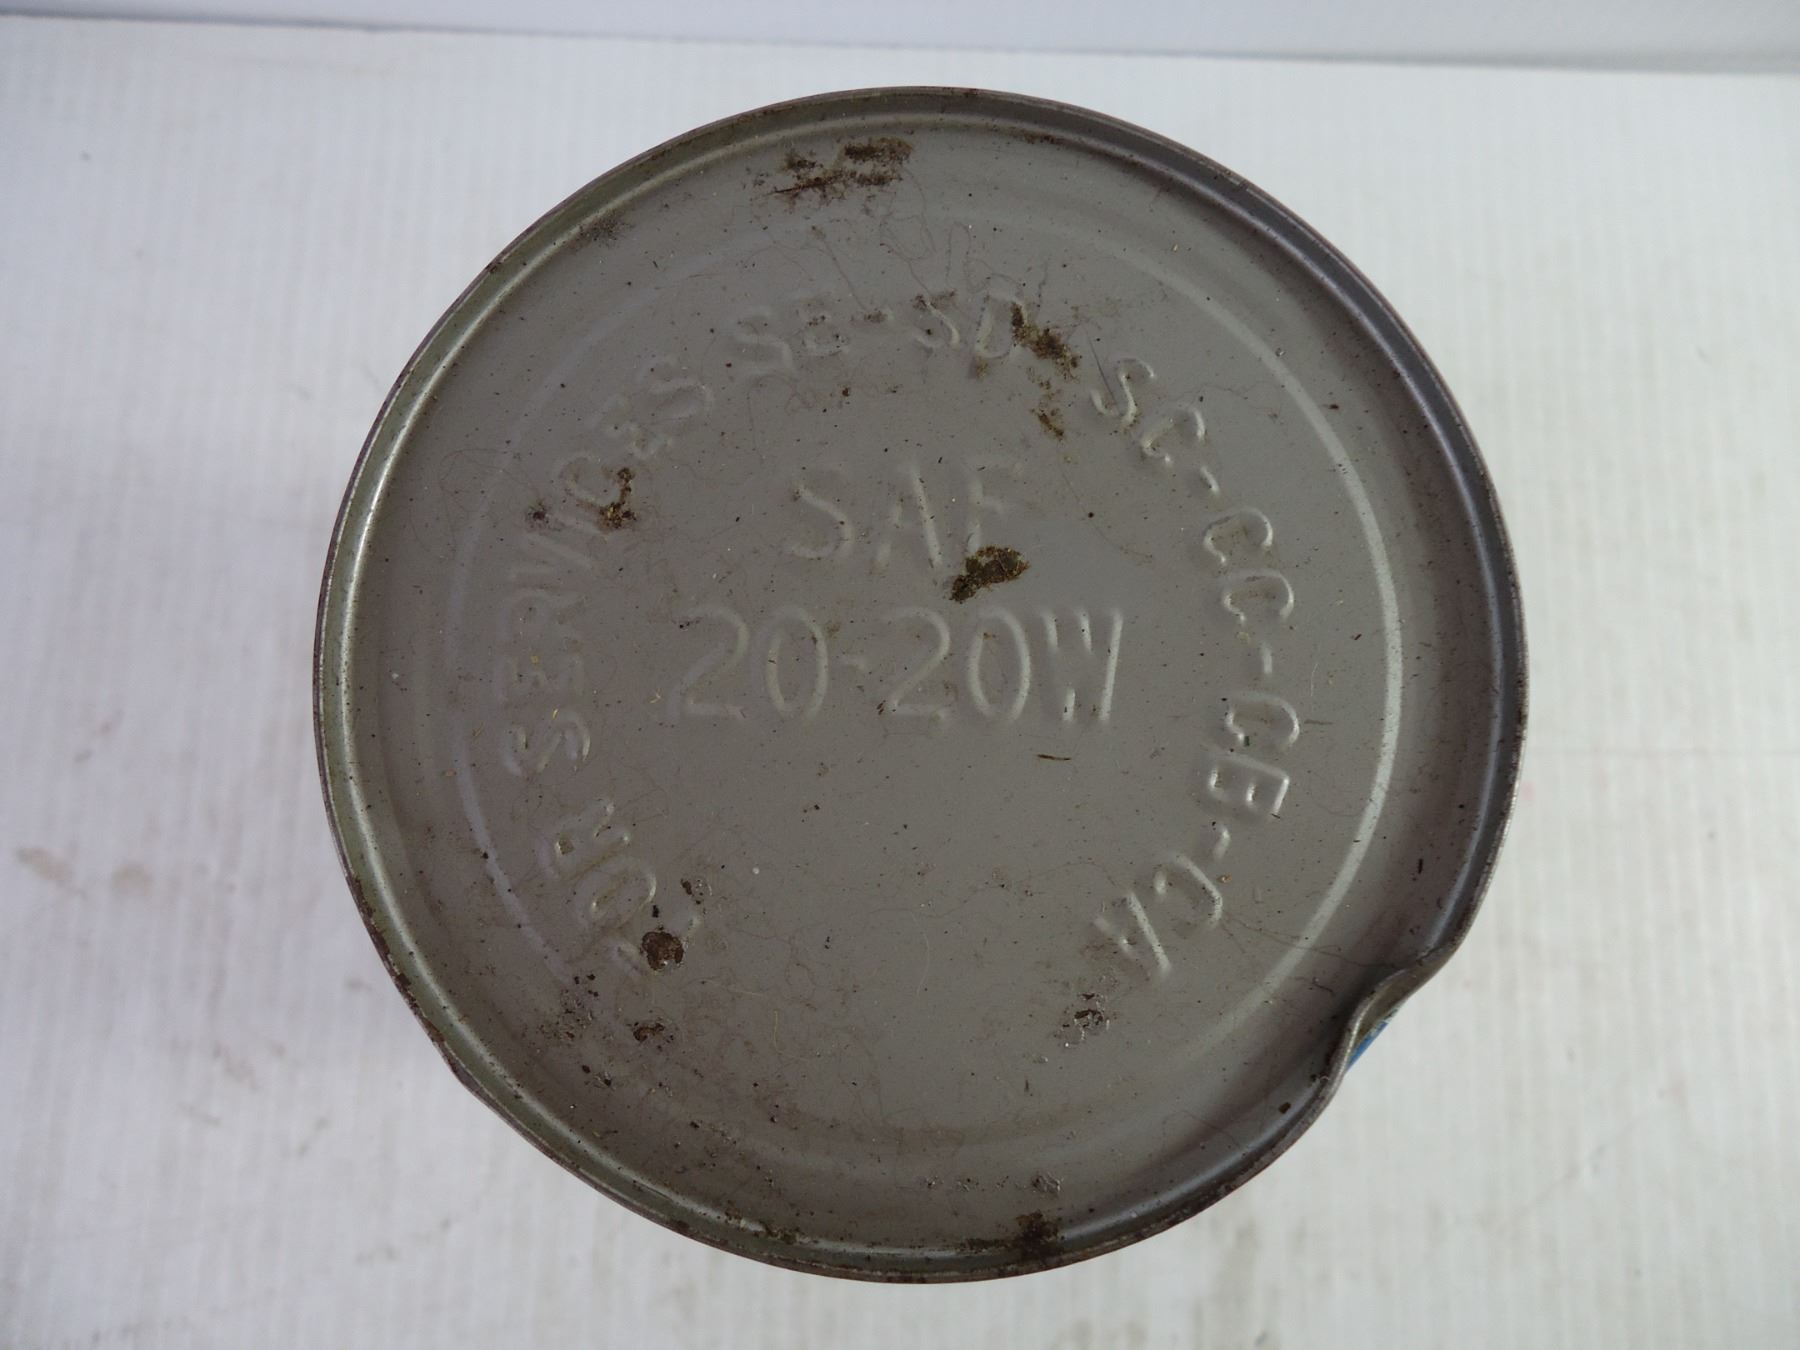 FOR SERVICES SE-SD SC-CC-CB-CA
SAE
20-20W